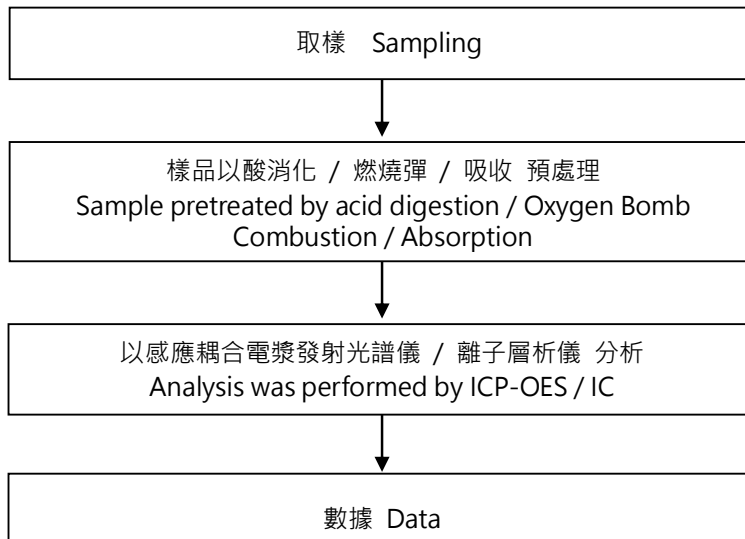 取樣 Sampling
樣品以酸消化 / 燃燒彈 / 吸收 預處理
Sample pretreated by acid digestion / Oxygen Bomb
Combustion / Absorption
以感應耦合電漿發射光譜儀 / 離子層析儀 分析
Analysis was performed by ICP-OES / IC
數據 Data